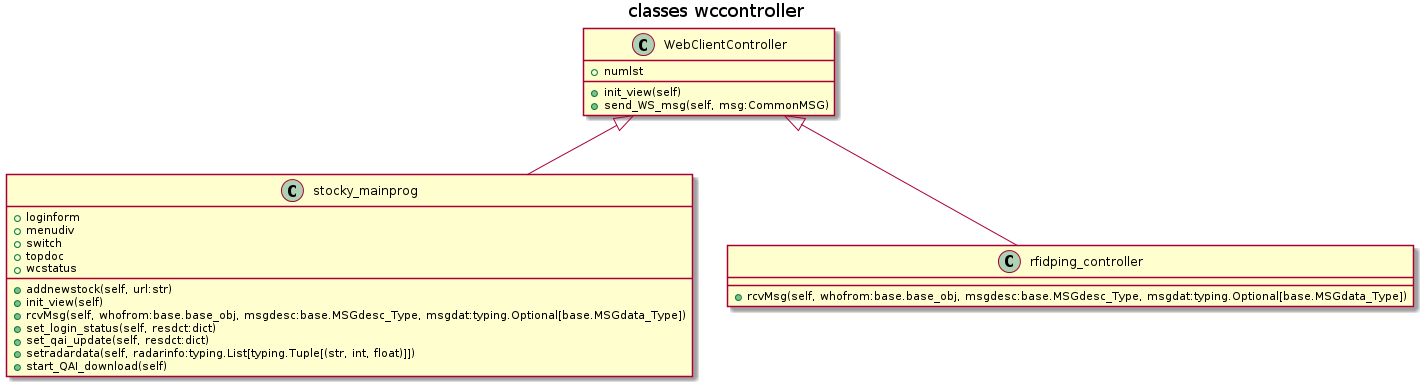 classes wccontroller
C WebClientController
numlst
init_view(self)
send_WS_msg(self, msg:CommonMSG)
C stocky_mainprog
loginform
menudiv
switch
topdoc
wcstatus
addnewstock(self, url:str)
init_view(self)
rcvMsg(self, whofrom:base.base_obj, msgdesc:base.MSGdesc_Type, msgdat:typing.Optional[base.MSGdata_Type])
set_login_status(self, resdct:dict)
set_qai_update(self, resdct:dict)
setradardata(self, radarinfo:typing.List[typing.Tuple[(str, int, float)]])
start_QAI_download(self)
C rfidping_controller
rcvMsg(self, whofrom:base.base_obj, msgdesc:base.MSGdesc_Type, msgdat:typing.Optional[base.MSGdata_Type])